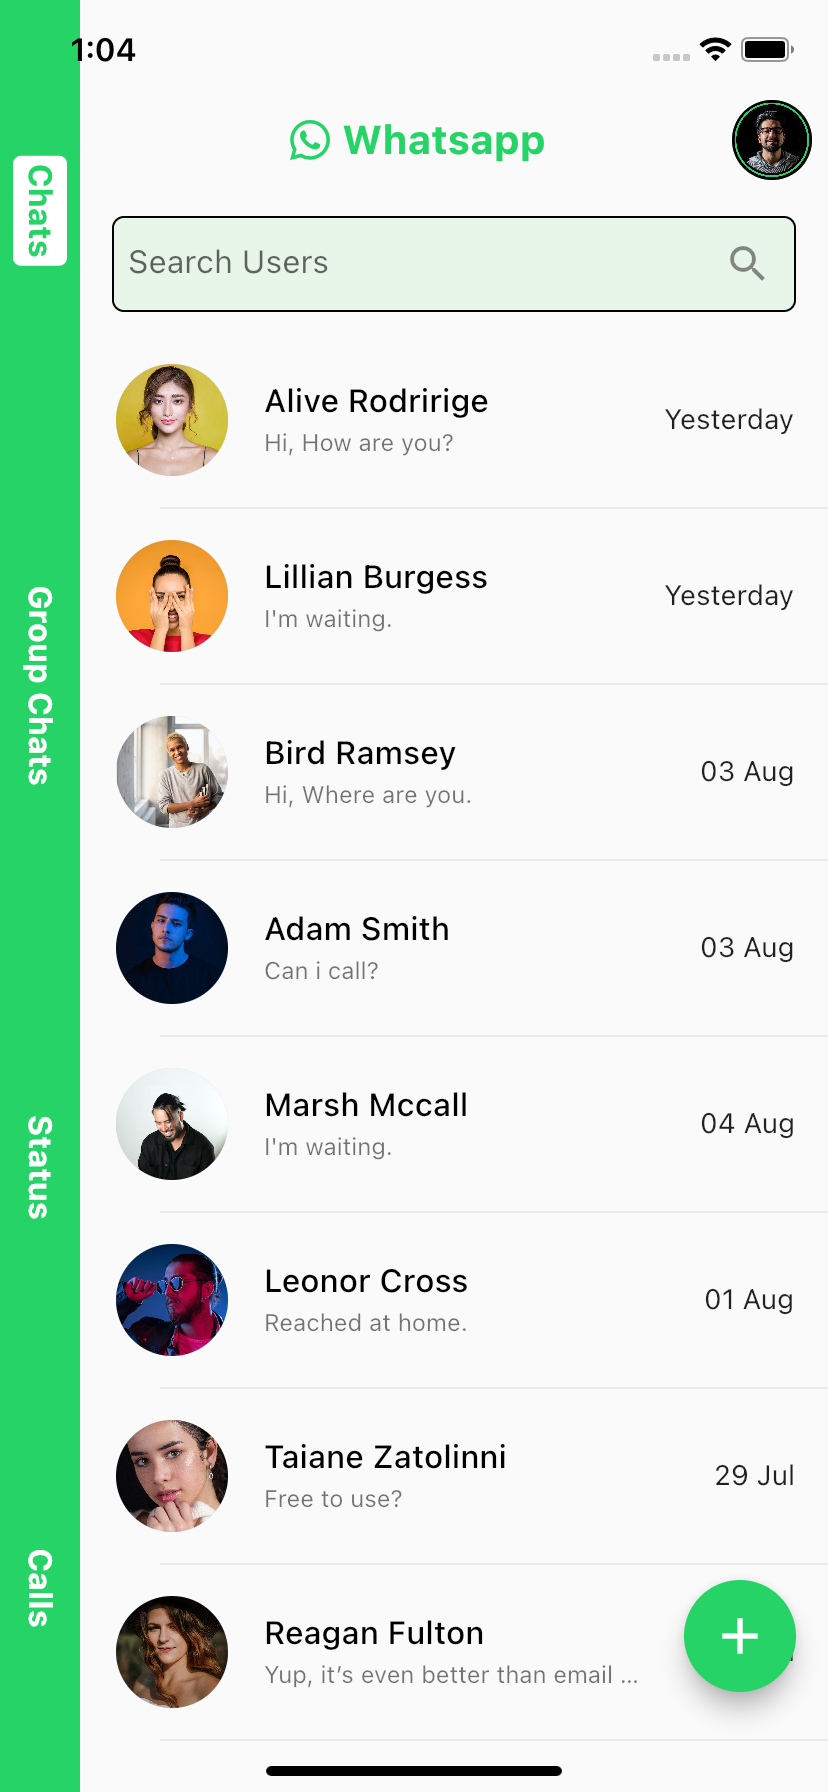 1:04
Whatsapp
Chats
Group Chats
Status
Calls
Search Users
Alive Rodririge
Hi, How are you?
Yesterday
Lillian Burgess
I'm waiting.
Yesterday
Bird Ramsey
Hi, Where are you.
03 Aug
Adam Smith
Can i call?
03 Aug
Marsh Mccall
I'm waiting.
04 Aug
Leonor Cross
Reached at home.
01 Aug
Taiane Zatolinni
Free to use?
29 Jul
Reagan Fulton
Yup, it’s even better than email ...